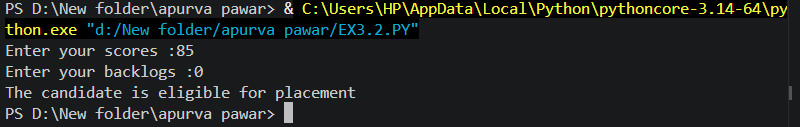 PS D:\New folder\apurva pawar> & C:\Users\HP\AppData\Local\Python\pythoncore-3.14-64\py
thon.exe "d:/New folder/apurva pawar/EX3.2.PY"
Enter your scores :85
Enter your backlogs :0
The candidate is eligible for placement
PS D:\New folder\apurva pawar>